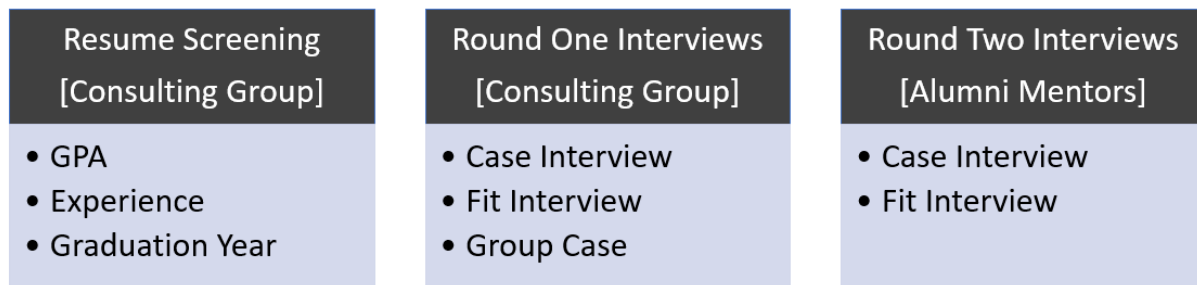 Resume Screening
[Consulting Group]
• GPA
• Experience
• Graduation Year
Round One Interviews
[Consulting Group]
• Case Interview
• Fit Interview
• Group Case
Round Two Interviews
[Alumni Mentors]
• Case Interview
• Fit Interview